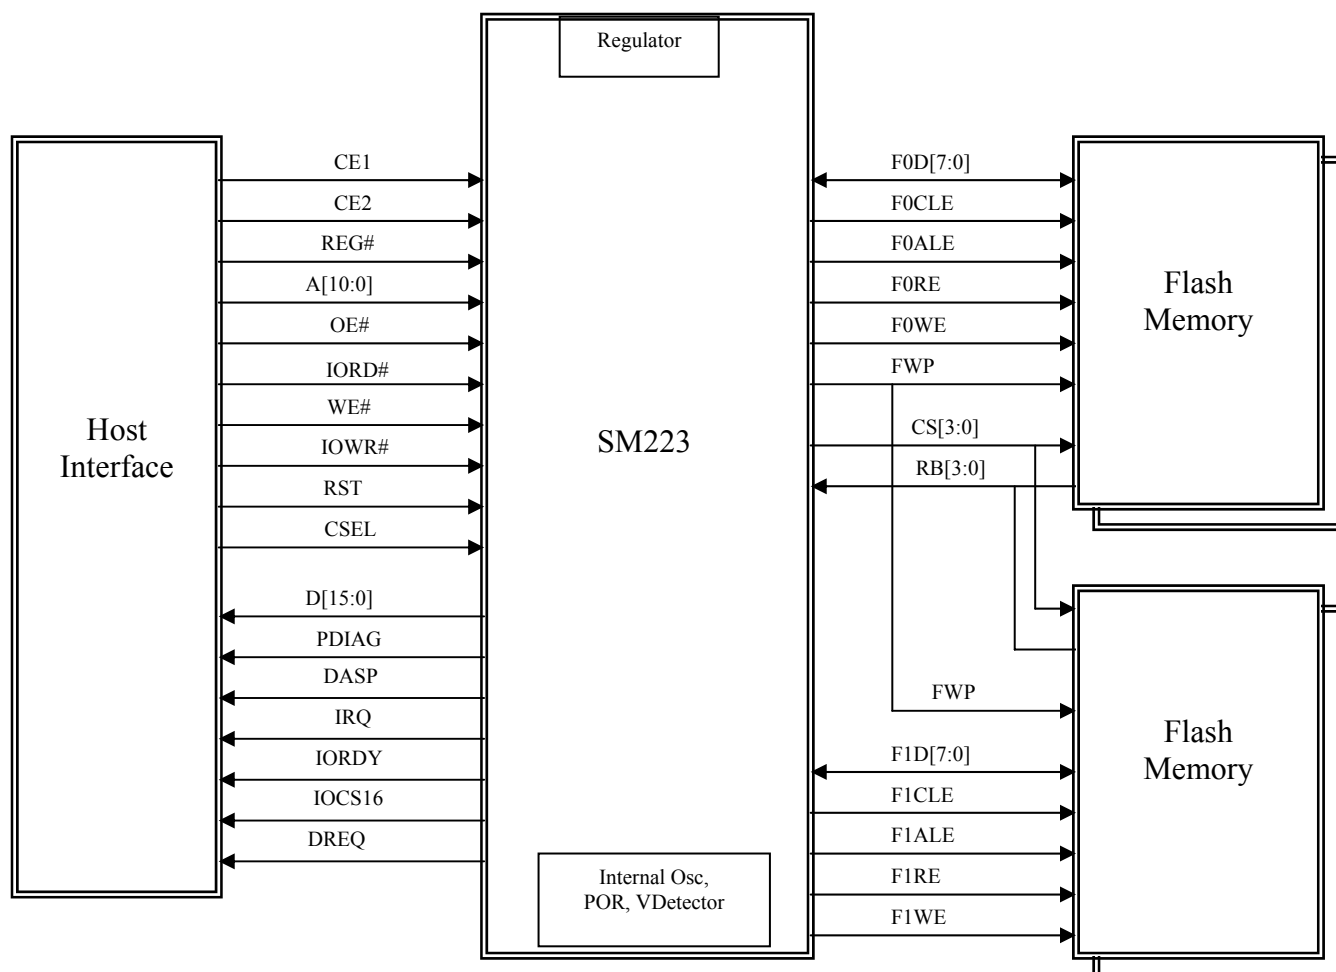 Regulator
CE1
CE2
REG#
A[10:0]
OE#
IORD#
WE#
IOWR#
RST
CSEL
D[15:0]
PDIAG
DASP
IRQ
IORDY
IOCS16
DREQ
Host
Interface
SM223
Internal Osc,
POR, VDetector
F0D[7:0]
F0CLE
F0ALE
F0RE
F0WE
FWP
CS[3:0]
RB[3:0]
FWP
F1D[7:0]
F1CLE
F1ALE
F1RE
F1WE
Flash
Memory
Flash
Memory